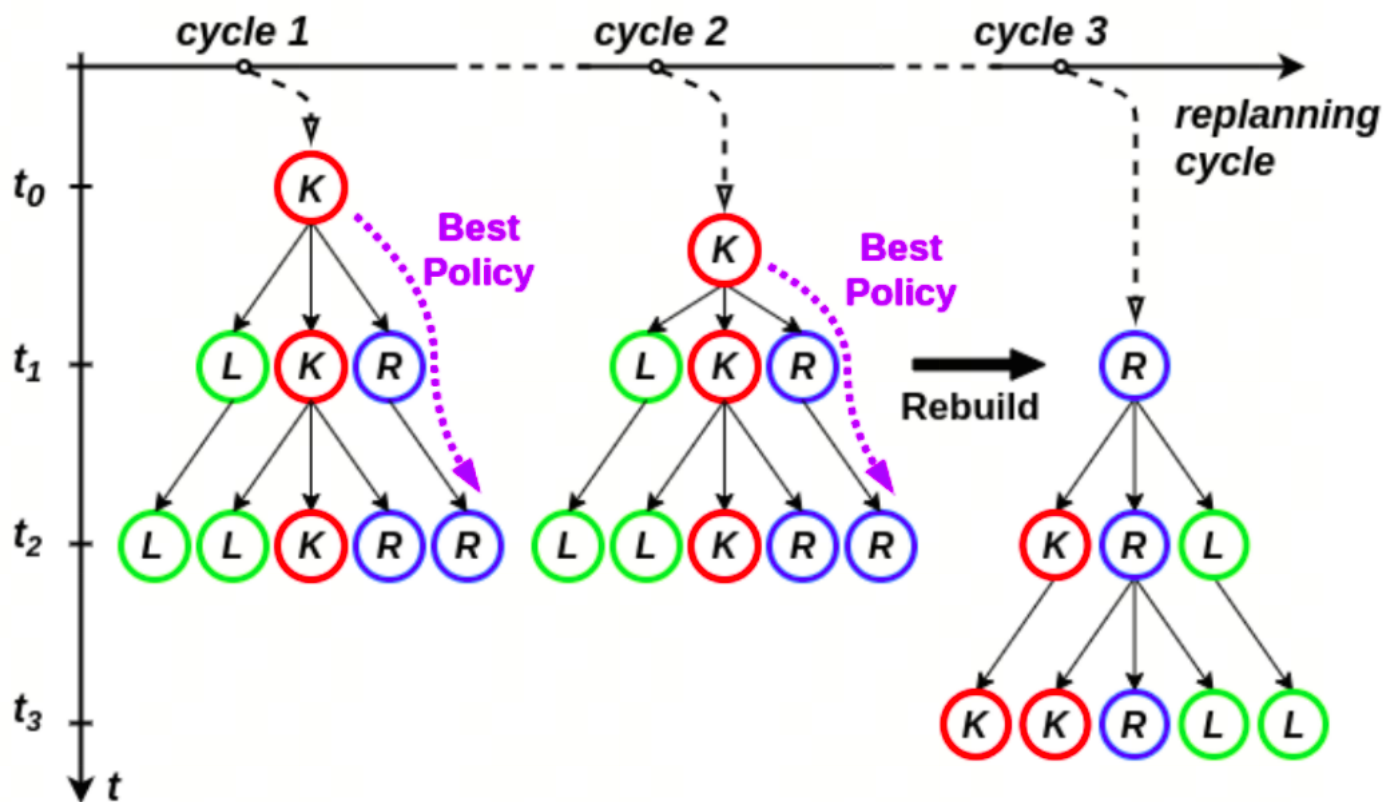 cycle 1
cycle 2
cycle 3
replanning
cycle
t0
K
Best
Policy
K
Best
Policy
t1
L K R
L K R
Rebuild
R
t2
L L K R R
L L K R R
K R L
t3
K K R L L
t